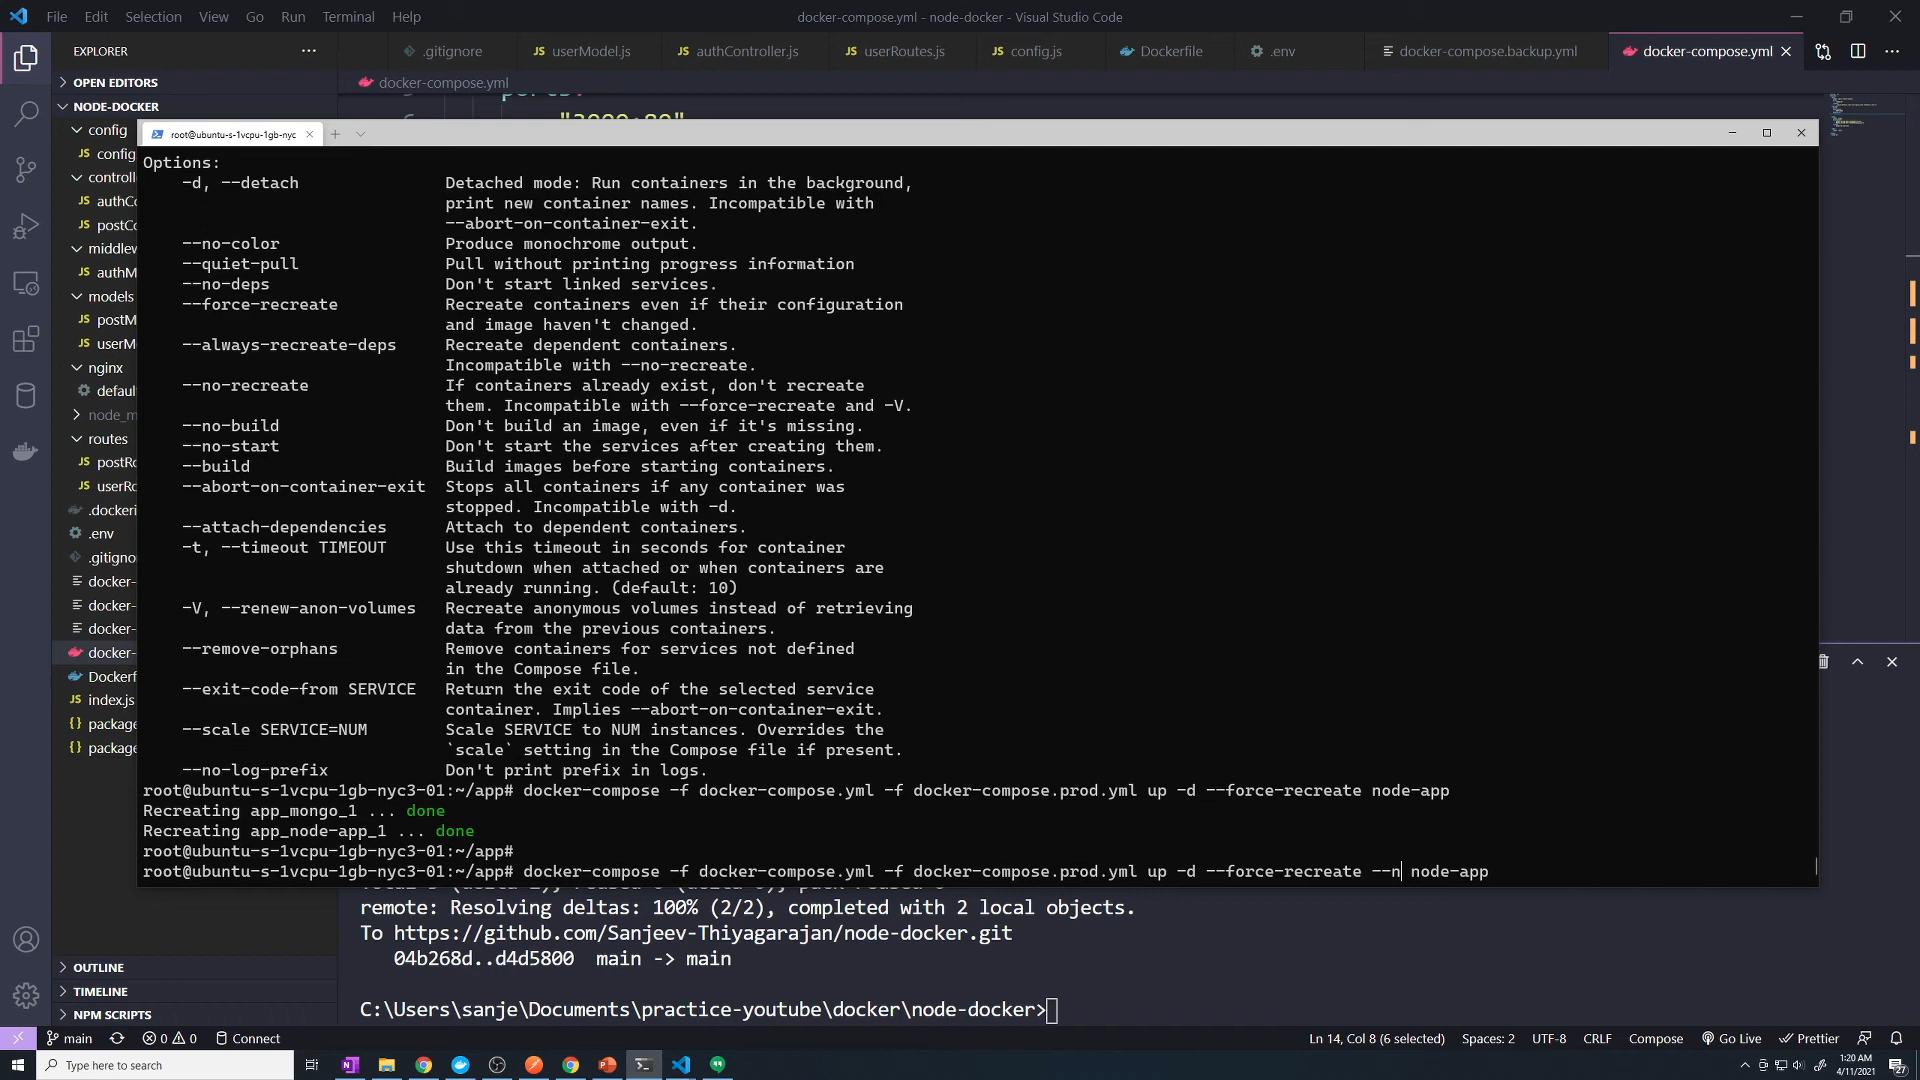 File Edit Selection View Go Run Terminal Help
docker-compose.yml - node-docker - Visual Studio Code
EXPLORER
.gitignore
userModel.js
authController.js
userRoutes.js
config.js
Dockerfile
.env
docker-compose.backup.yml
docker-compose.yml
OPEN EDITORS
docker-compose.yml
NODE-DOCKER
config
config
controll
authCo
postCo
middlew
authM
models
postM
userM
nginx
defaul
node_m
routes
postRo
userRo
.dockeri
.env
.gitigno
docker-
docker-
docker-
docker-
Dockerf
index.js
package
package
OUTLINE
TIMELINE
NPM SCRIPTS
"3000:80"
root@ubuntu-s-1vcpu-1gb-nyc
Options:
-d, --detach Detached mode: Run containers in the background,
print new container names. Incompatible with
--abort-on-container-exit.
--no-color Produce monochrome output.
--quiet-pull Pull without printing progress information
--no-deps Don't start linked services.
--force-recreate Recreate containers even if their configuration
and image haven't changed.
--always-recreate-deps Recreate dependent containers.
Incompatible with --no-recreate.
--no-recreate If containers already exist, don't recreate
them. Incompatible with --force-recreate and -V.
--no-build Don't build an image, even if it's missing.
--no-start Don't start the services after creating them.
--build Build images before starting containers.
--abort-on-container-exit Stops all containers if any container was
stopped. Incompatible with -d.
--attach-dependencies Attach to dependent containers.
-t, --timeout TIMEOUT Use this timeout in seconds for container
shutdown when attached or when containers are
already running. (default: 10)
-V, --renew-anon-volumes Recreate anonymous volumes instead of retrieving
data from the previous containers.
--remove-orphans Remove containers for services not defined
in the Compose file.
--exit-code-from SERVICE Return the exit code of the selected service
container. Implies --abort-on-container-exit.
--scale SERVICE=NUM Scale SERVICE to NUM instances. Overrides the
`scale` setting in the Compose file if present.
--no-log-prefix Don't print prefix in logs.
root@ubuntu-s-1vcpu-1gb-nyc3-01:~/app# docker-compose -f docker-compose.yml -f docker-compose.prod.yml up -d --force-recreate node-app
Recreating app_mongo_1 ... done
Recreating app_node-app_1 ... done
root@ubuntu-s-1vcpu-1gb-nyc3-01:~/app#
root@ubuntu-s-1vcpu-1gb-nyc3-01:~/app# docker-compose -f docker-compose.yml -f docker-compose.prod.yml up -d --force-recreate --n node-app
remote: Resolving deltas: 100% (2/2), completed with 2 local objects.
To https://github.com/Sanjeev-Thiyagarajan/node-docker.git
04b268d..d4d5800 main -> main
C:\Users\sanje\Documents\practice-youtube\docker\node-docker>
main 0 0 Connect
Ln 14, Col 8 (6 selected) Spaces: 2 UTF-8 CRLF Compose Go Live Prettier
Type here to search
1:20 AM
4/11/2021
27